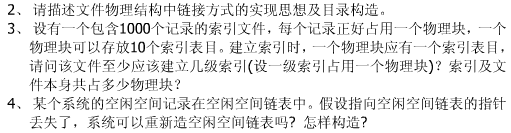 2、 请描述文件物理结构中链接方式的实现思想及目录构造。
3、 设有一个包含1000个记录的索引文件，每个记录正好占用一个物理块，一个
物理块可以存放10个索引表目。建立索引时，一个物理块应有一个索引表目，
请问该文件至少应该建立几级索引(设一级索引占用一个物理块)？索引及文
件本身共占多少物理块？
4、 某个系统的空闲空间记录在空闲空间链表中。假设指向空闲空间链表的指针
丢失了，系统可以重新造空闲空间链表吗？怎样构造？